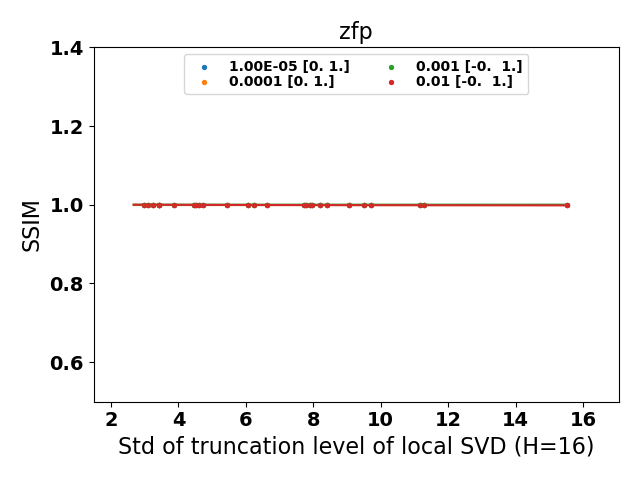 zfp
1.00E-05 [0. 1.]
0.0001 [0. 1.]
0.001 [-0.  1.]
0.01 [-0.  1.]
1.4
1.2
1.0
0.8
0.6
SSIM
2 4 6 8 10 12 14 16
Std of truncation level of local SVD (H=16)